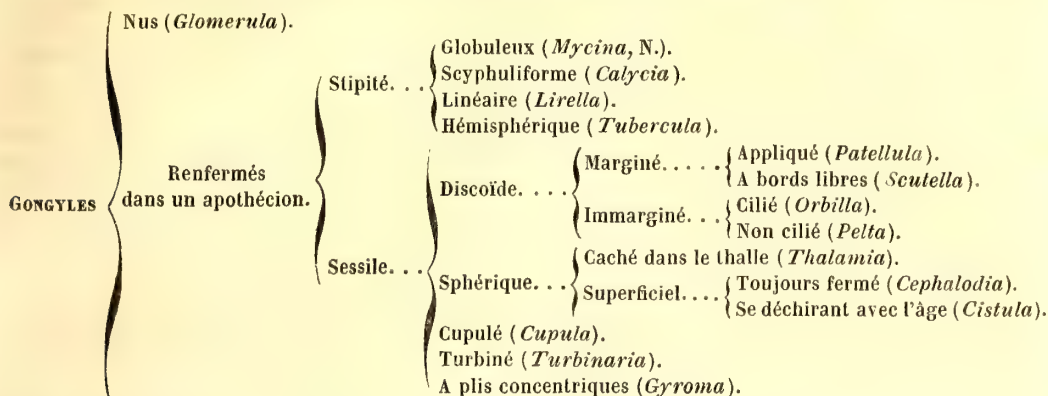 Nus (Glomerula).
Globuleux (Mycina, N.).
Stipité. . . Scyphuliforme (Calycia).
Linéaire (Lirella).
Hémisphérique (Tubercula).
Renfermés
GONGYLES dans un apothécion.
Discoïde. . . . Marginé. . . . . Appliqué (Patellula).
A bords libres (Scutella).
Immarginé. . . Cilié (Orbilla).
Non cilié (Pelta).
Sessile. . . Sphérique. . . Caché dans le thalle (Thalamia).
Superficiel. . . . Toujours fermé (Cephalodia).
Se déchirant avec l'âge (Cistula).
Cupulé (Cupula).
Turbiné (Turbinaria).
A plis concentriques (Gyroma).